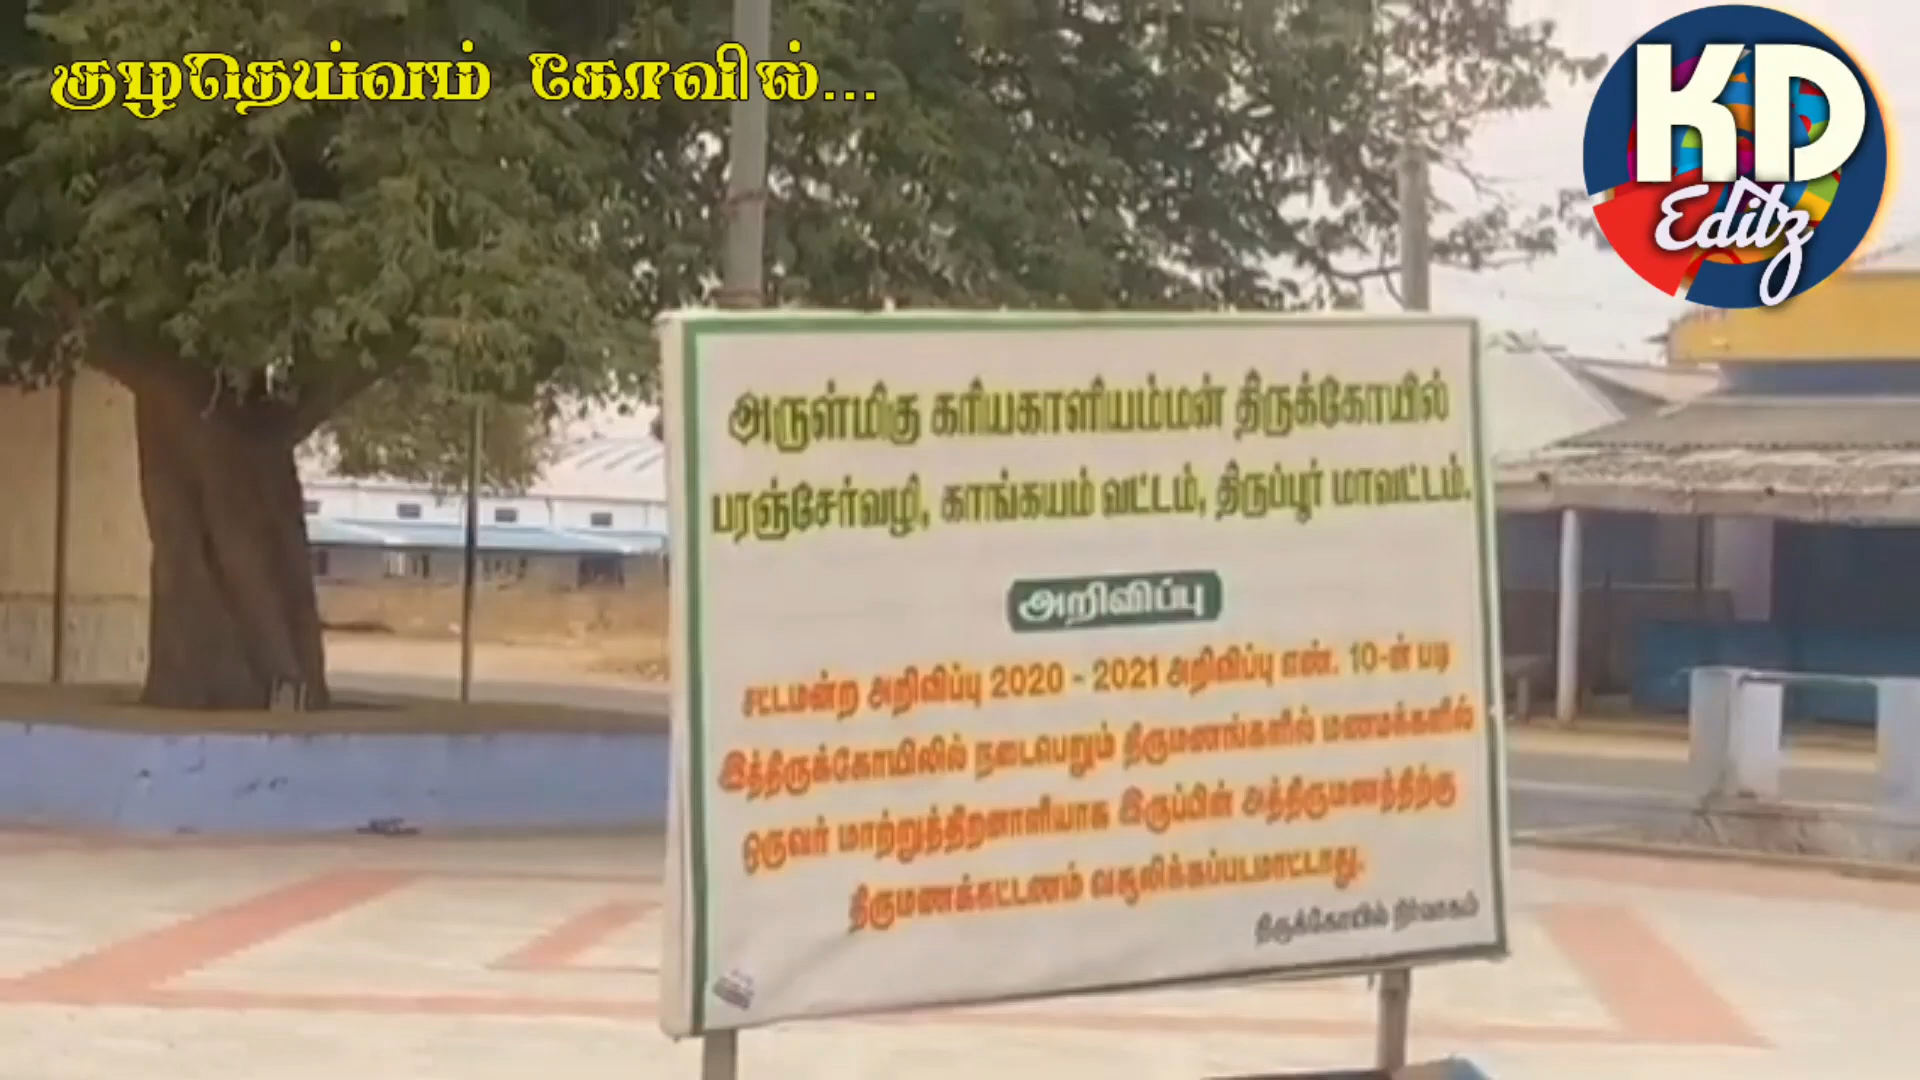 குழதெய்வம் கோவில்...
KD
Editz
அருள்மிகு கரியகாளியம்மன் திருக்கோயில்
பரஞ்சேர்வழி, காங்கயம் வட்டம், திருப்பூர் மாவட்டம்.
அறிவிப்பு
சட்டமன்ற அறிவிப்பு 2020 - 2021 அறிவிப்பு எண். 10-ன் படி
இத்திருக்கோயிலில் நடைபெறும் திருமணங்களில் மணமக்களில்
ஒருவர் மாற்றுத்திறனாளியாக இருப்பின் அத்திருமணத்திற்கு
திருமணக்கட்டணம் வசூலிக்கப்படமாட்டாது.
திருக்கோயில் நிர்வாகம்